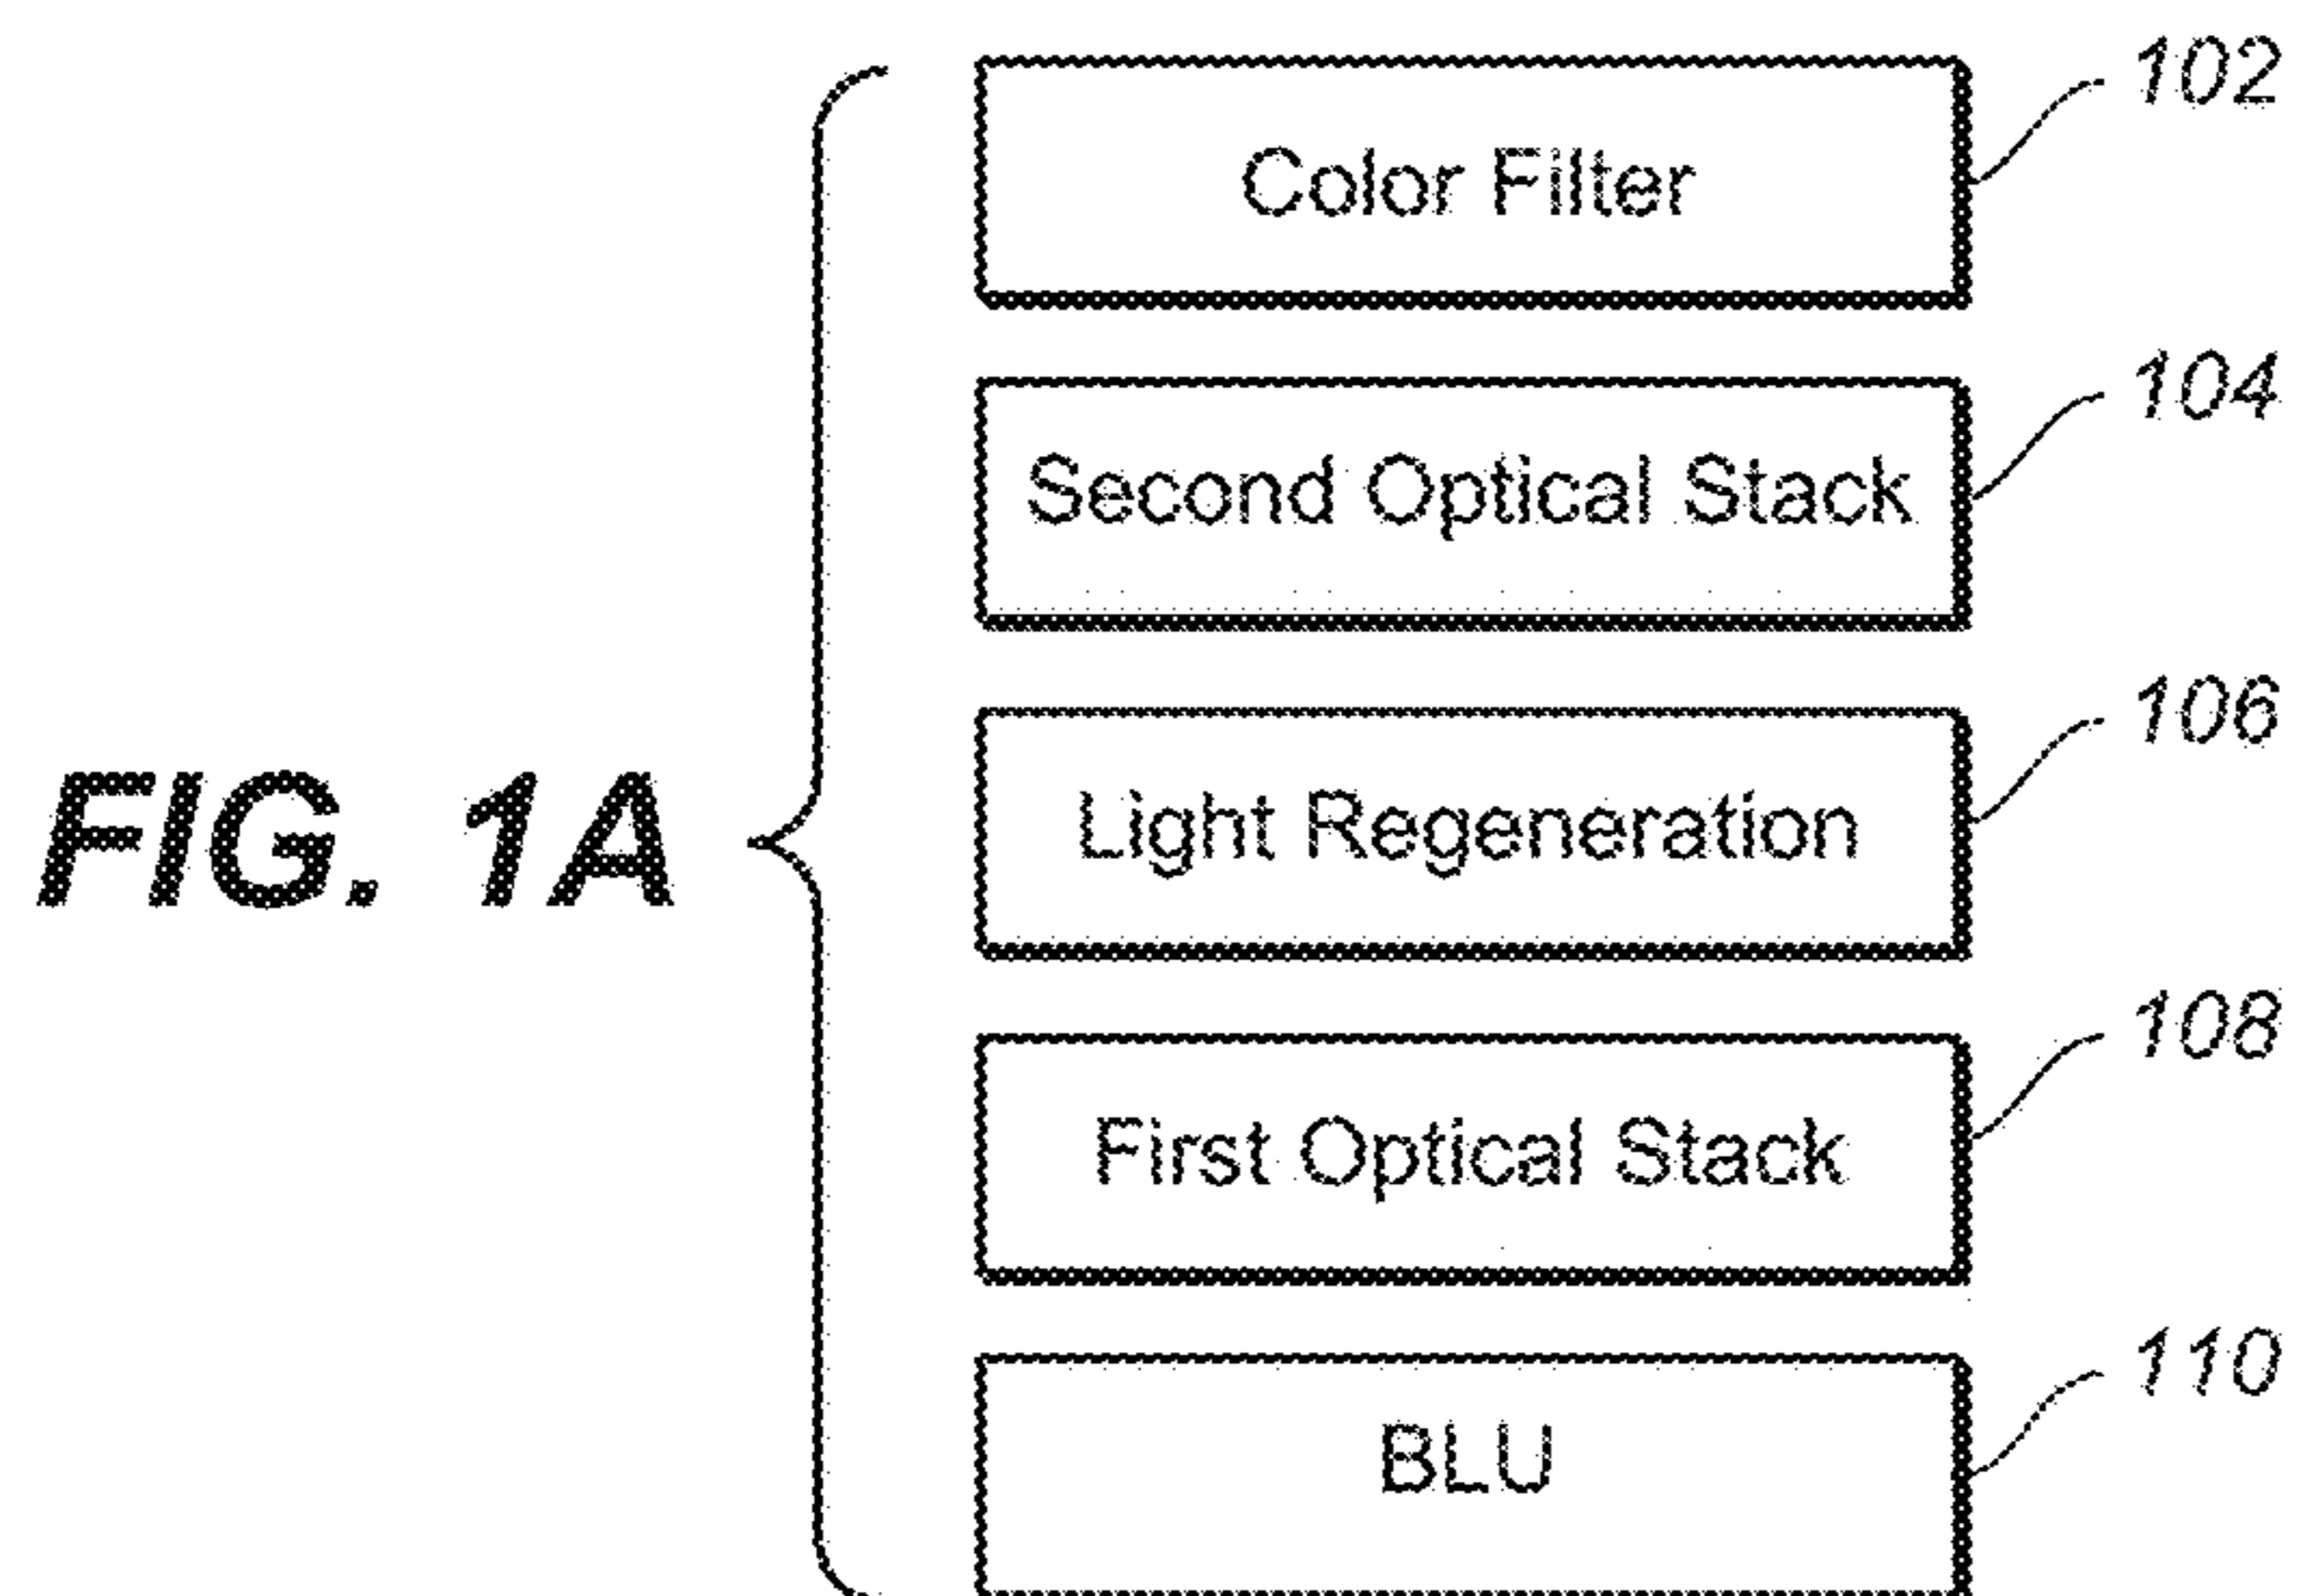 102
Color Filter
104
Second Optical Stack
106
Light Regeneration
FIG. 1A
108
First Optical Stack
110
BLU